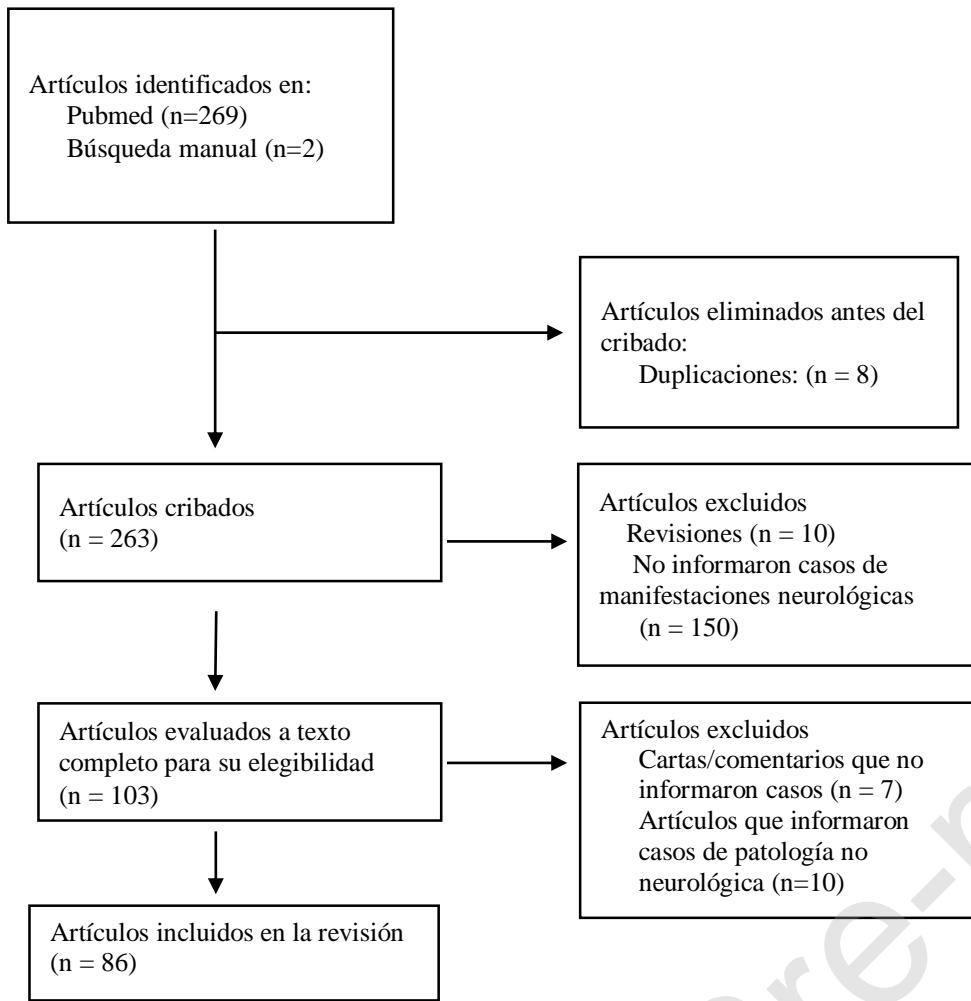 Artículos identificados en:
Pubmed (n=269)
Búsqueda manual (n=2)
Artículos eliminados antes del
cribado:
Duplicaciones: (n = 8)
Artículos cribados
(n = 263)
Artículos excluidos
Revisiones (n = 10)
No informaron casos de
manifestaciones neurológicas
(n = 150)
Artículos evaluados a texto
completo para su elegibilidad
(n = 103)
Artículos excluidos
Cartas/comentarios que no
informaron casos (n = 7)
Artículos que informaron
casos de patología no
neurológica (n=10)
Artículos incluidos en la revisión
(n = 86)